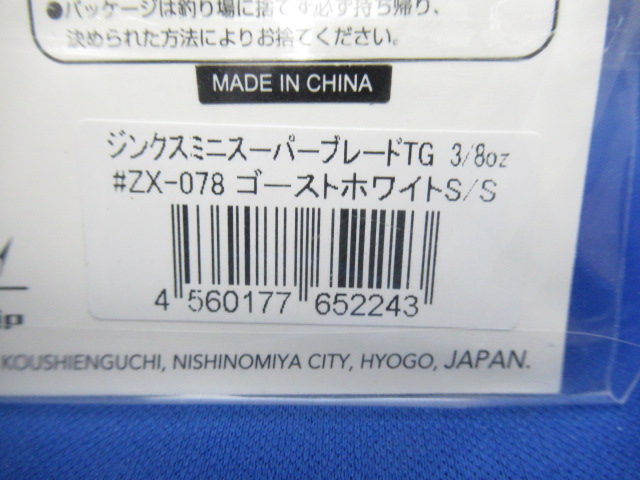 ●パッケージは釣り場に捨てず必ず持ち帰り、
決められた方法によりお捨てください。
MADE IN CHINA
ジンクスミニスーパーブレードTG 3/8oz
#ZX-078 ゴーストホワイトS/S
4 560177 652243
ip
KOUSHIENGUCHI, NISHINOMIYA CITY, HYOGO, JAPAN.